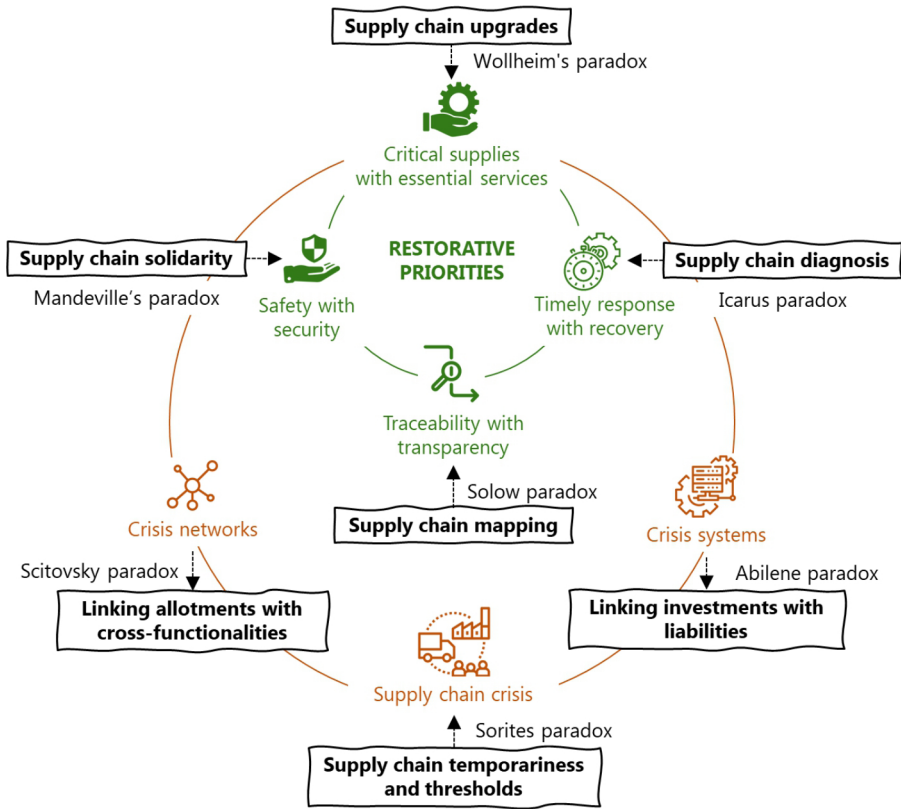 Supply chain upgrades
Wollheim's paradox
Critical supplies
with essential services
RESTORATIVE
PRIORITIES
Supply chain solidarity
Mandeville's paradox
Safety with
security
Supply chain diagnosis
Icarus paradox
Timely response
with recovery
Traceability with
transparency
Solow paradox
Supply chain mapping
Crisis networks
Scitovsky paradox
Linking allotments with
cross-functionalities
Crisis systems
Abilene paradox
Linking investments with
liabilities
Supply chain crisis
Sorites paradox
Supply chain temporariness
and thresholds